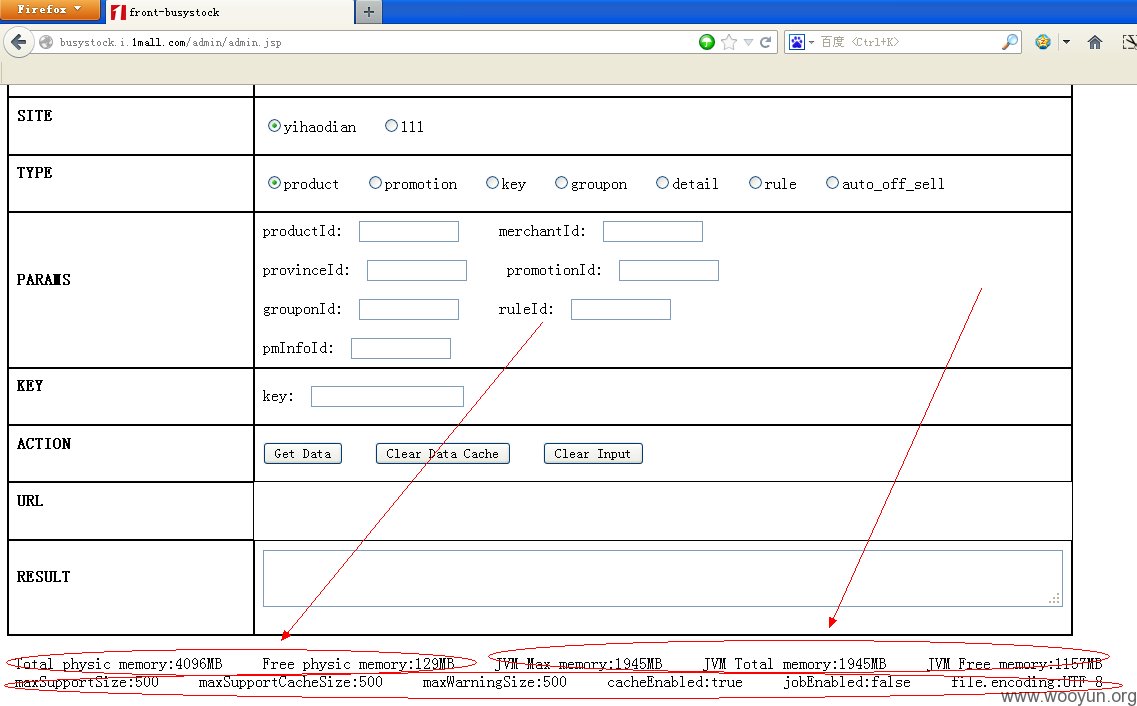 Firefox
front-busystock
busystock.i.1mall.com/admin/admin.jsp
百度 <Ctrl+K>
SITE
yihaodian 111
TYPE
product promotion key groupon detail rule auto_off_sell
PARAMS
productId: merchantId:
provinceId: promotionId:
grouponId: ruleId:
pmInfoId:
KEY
key:
ACTION
Get Data Clear Data Cache Clear Input
URL
RESULT
Total physic memory:4096MB Free physic memory:129MB JVM Max memory:1945MB JVM Total memory:1945MB JVM Free memory:1157MB
maxSupportSize:500 maxSupportCacheSize:500 maxWarningSize:500 cacheEnabled:true jobEnabled:false file.encoding:UTF-8
www.wooyun.org